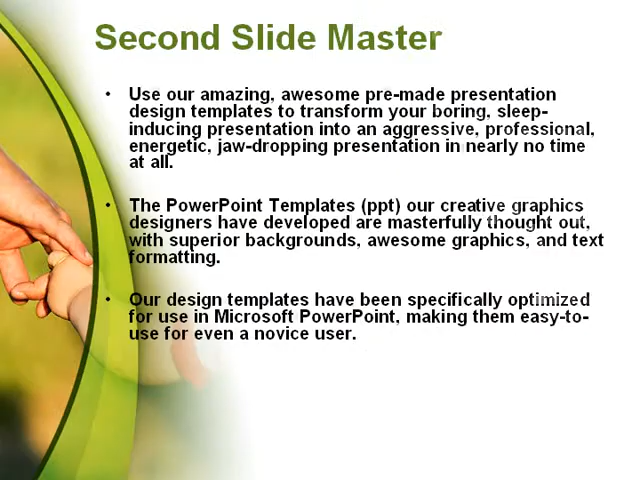 Second Slide Master
• Use our amazing, awesome pre-made presentation
design templates to transform your boring, sleep-
inducing presentation into an aggressive, professional,
energetic, jaw-dropping presentation in nearly no time
at all.
• The PowerPoint Templates (ppt) our creative graphics
designers have developed are masterfully thought out,
with superior backgrounds, awesome graphics, and text
formatting.
• Our design templates have been specifically optimized
for use in Microsoft PowerPoint, making them easy-to-
use for even a novice user.